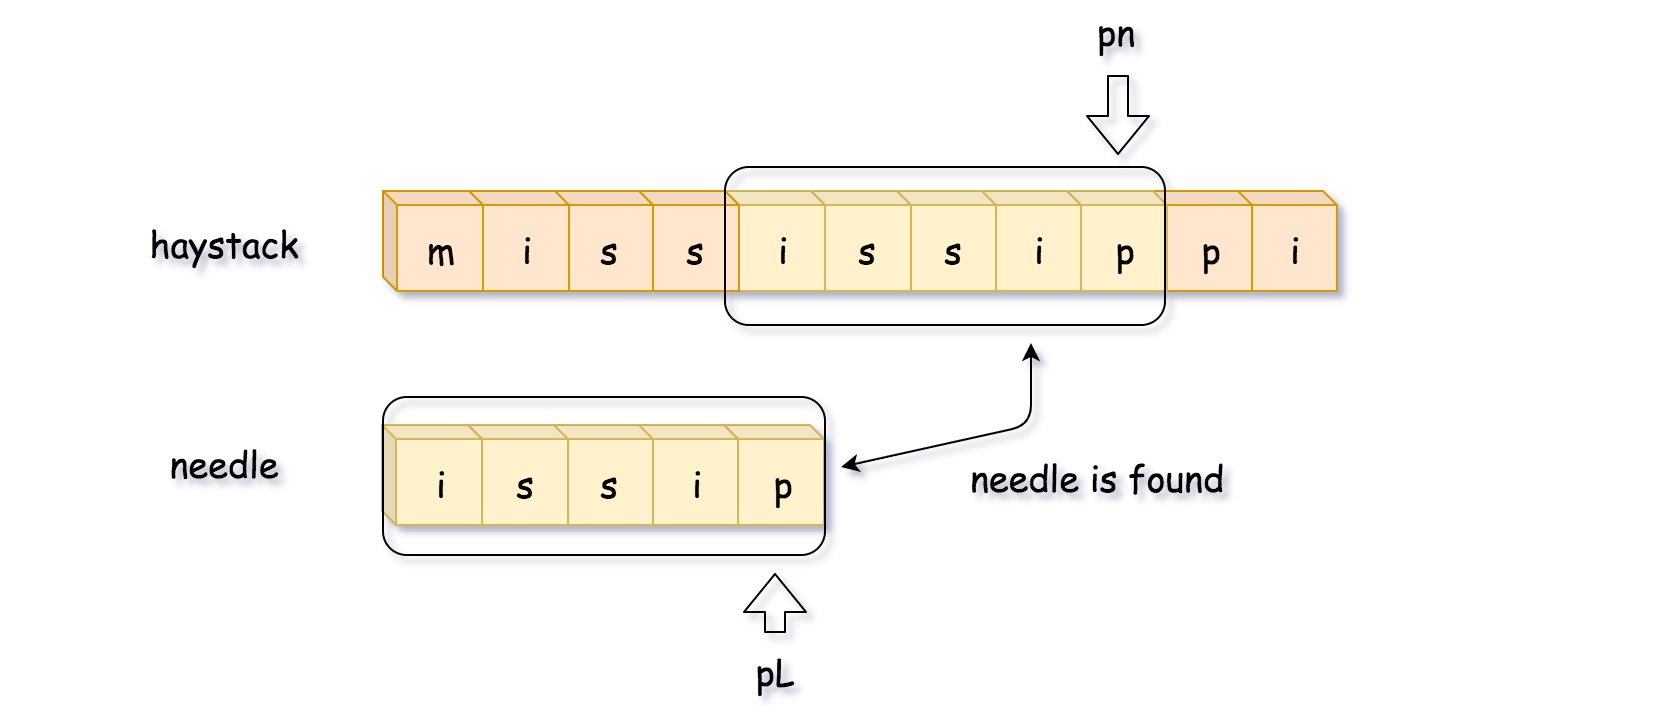 pn
haystack
m i s s i s s i p p i
needle
i s s i p
needle is found
pL